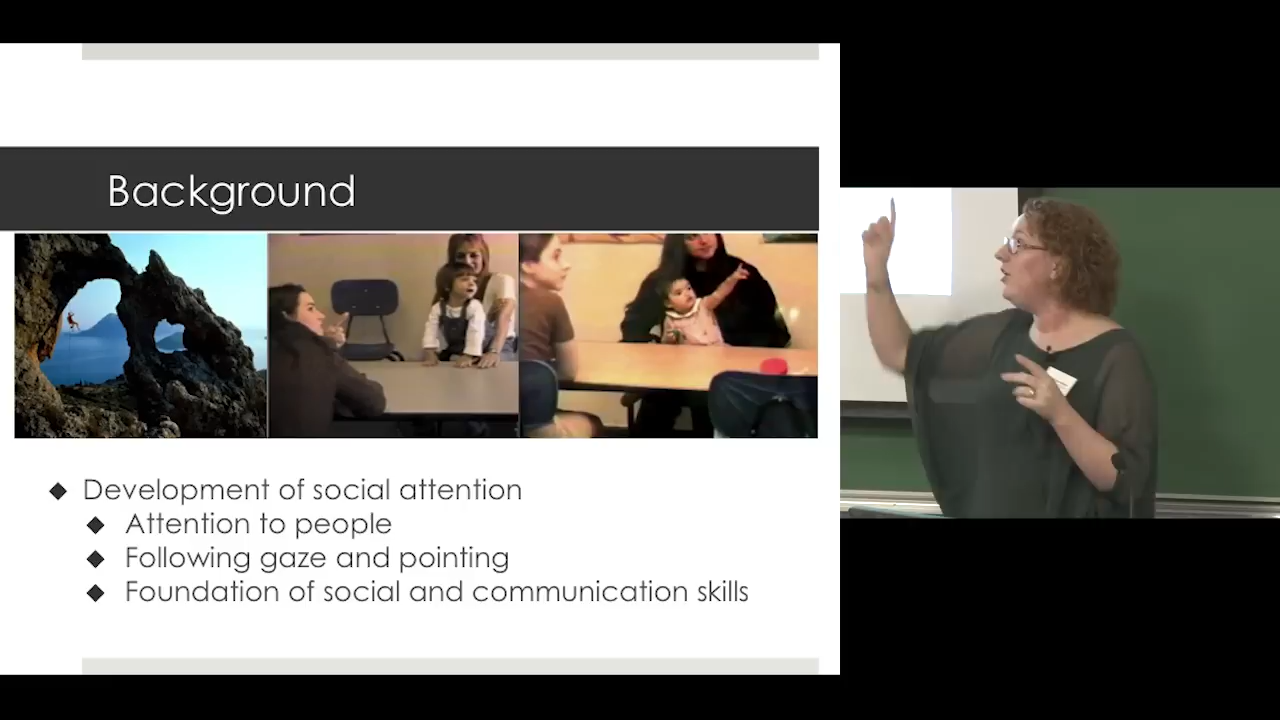 Background
Development of social attention
Attention to people
Following gaze and pointing
Foundation of social and communication skills